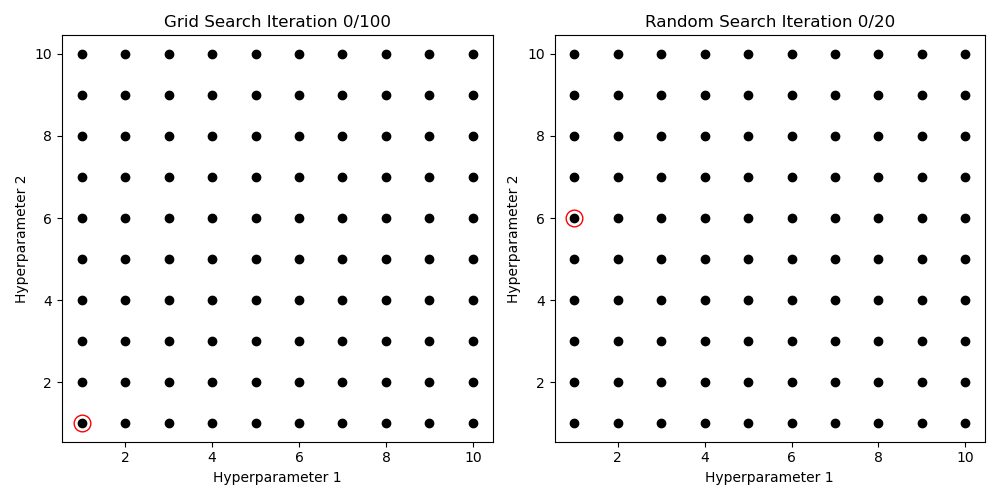 Grid Search Iteration 0/100
10
8
6
4
2
Hyperparameter 2
2 4 6 8 10
Hyperparameter 1
Random Search Iteration 0/20
10
8
6
4
2
Hyperparameter 2
2 4 6 8 10
Hyperparameter 1